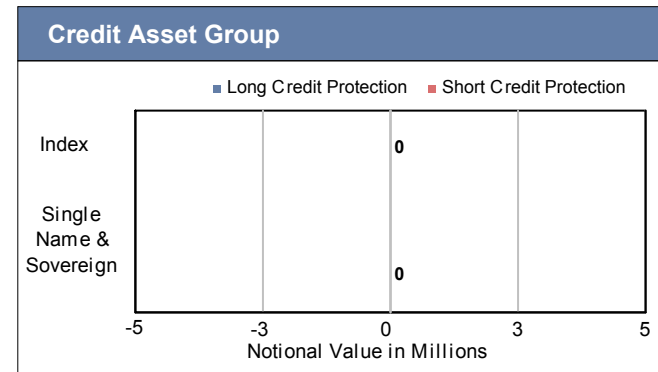 Credit Asset Group
Long Credit Protection Short Credit Protection
Index
0
Single
Name &
Sovereign
0
-5 -3 0 3 5
Notional Value in Millions